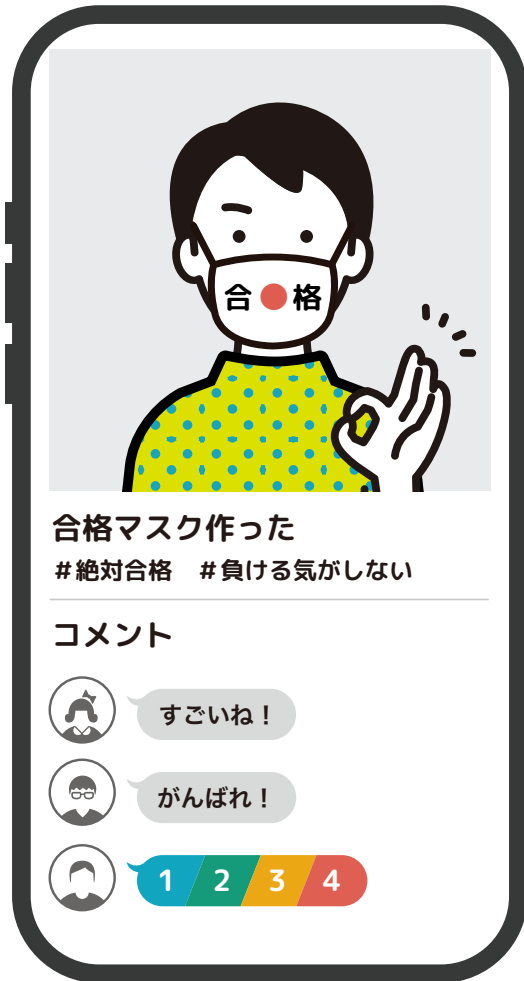 合●格
合格マスク作った
#絶対合格 #負ける気がしない
コメント
すごいね！
がんばれ！
1 2 3 4